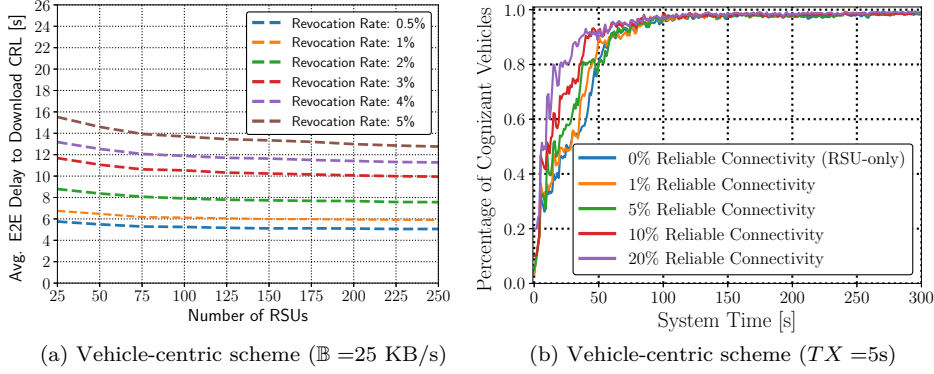 26
24
22
20
18
16
14
12
10
8
6
4
2
0
Avg. E2E Delay to Download CRL [s]
Revocation Rate: 0.5%
Revocation Rate: 1%
Revocation Rate: 2%
Revocation Rate: 3%
Revocation Rate: 4%
Revocation Rate: 5%
25 50 75 100 125 150 175 200 225 250
Number of RSUs
(a) Vehicle-centric scheme (𝔹 =25 KB/s)
1.0
0.8
0.6
0.4
0.2
0.0
Percentage of Cognizant Vehicles
0% Reliable Connectivity (RSU-only)
1% Reliable Connectivity
5% Reliable Connectivity
10% Reliable Connectivity
20% Reliable Connectivity
0 50 100 150 200 250 300
System Time [s]
(b) Vehicle-centric scheme (TX =5s)